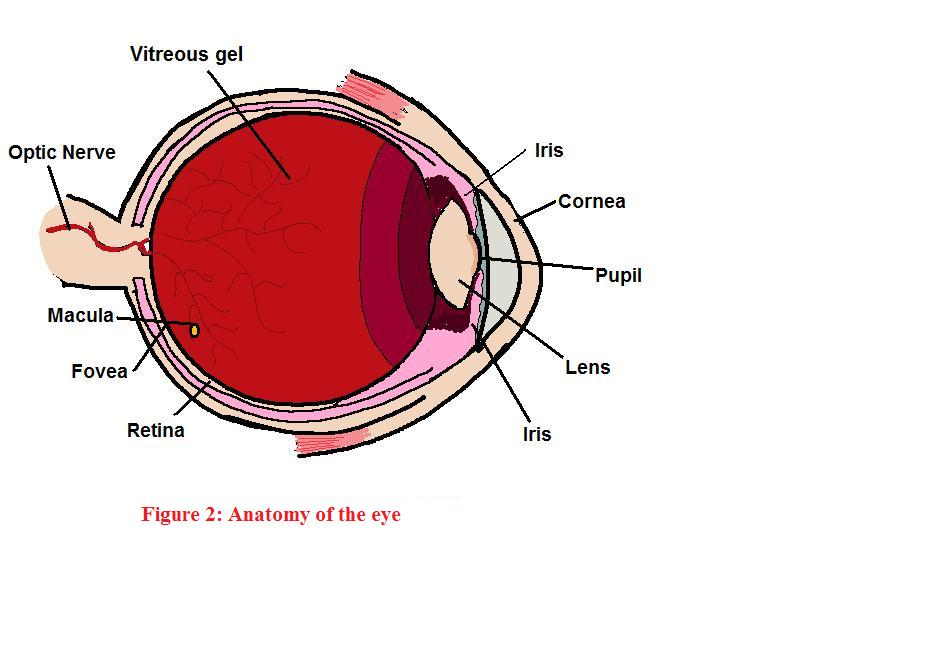 Vitreous gel
Optic Nerve
Iris
Cornea
Pupil
Macula
Lens
Fovea
Retina
Iris
Figure 2: Anatomy of the eye